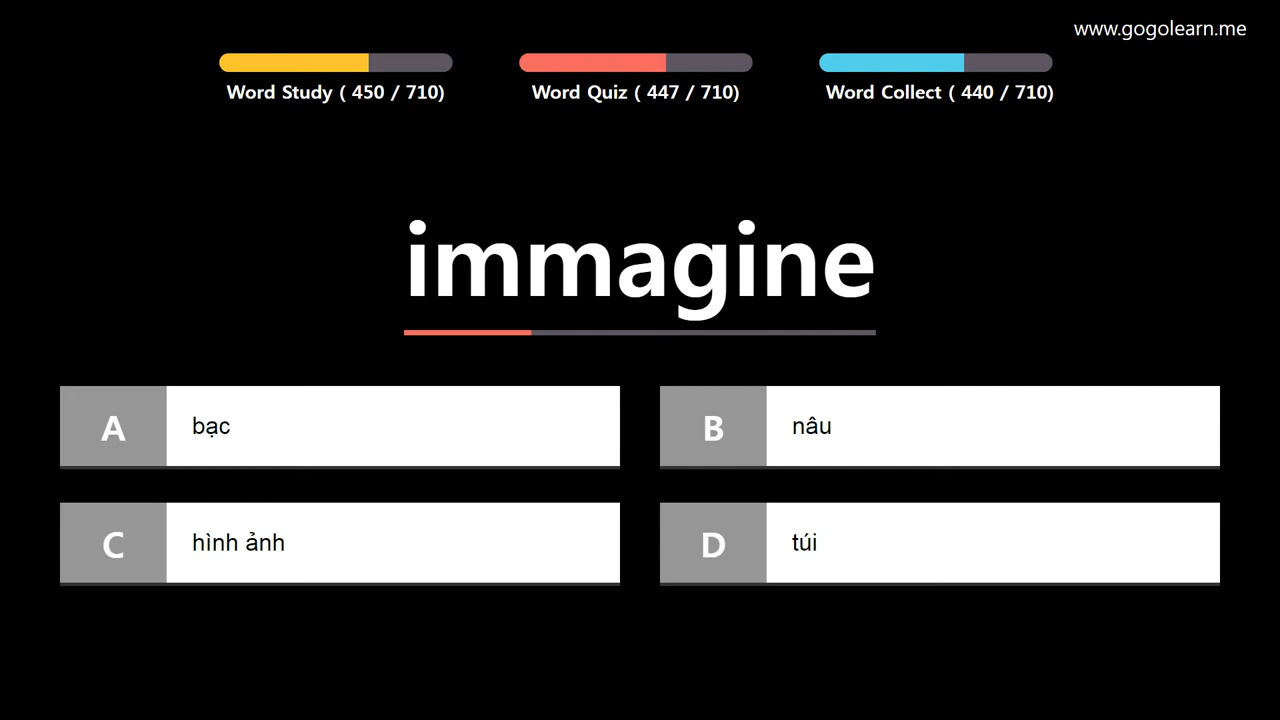 www.gogolearn.me
Word Study ( 450 / 710)
Word Quiz ( 447 / 710)
Word Collect ( 440 / 710)
immagine
A bạc
B nâu
C hình ảnh
D túi